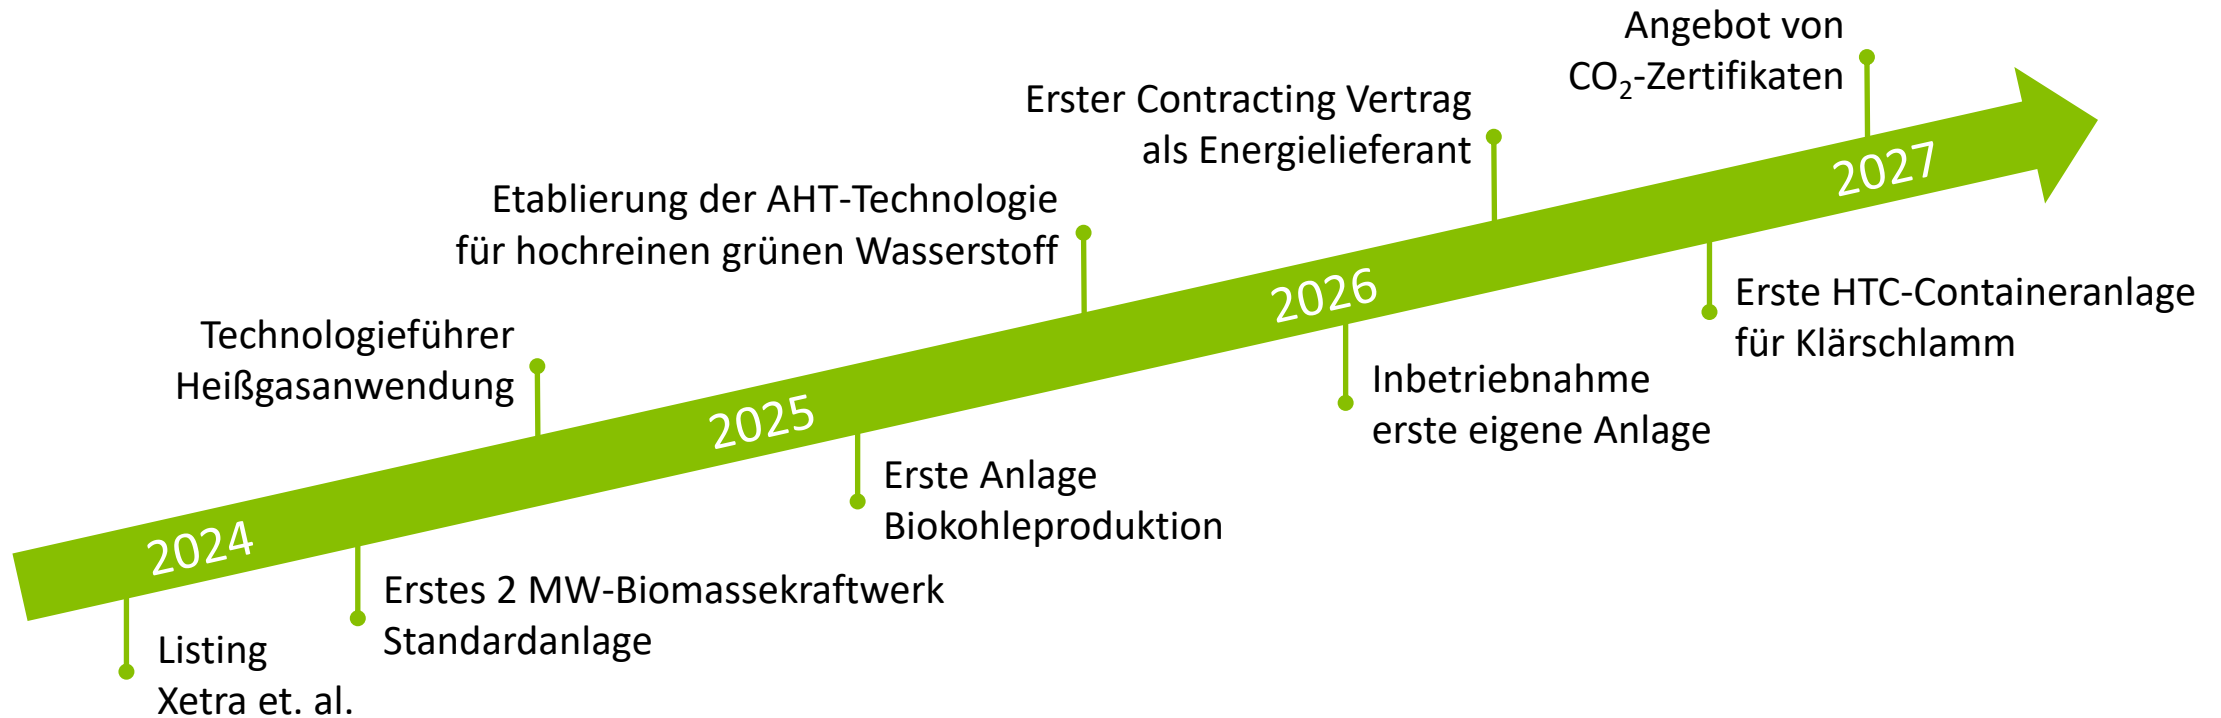 Angebot von
CO₂-Zertifikaten
Erster Contracting Vertrag
als Energielieferant
2027
Etablierung der AHT-Technologie
für hochreinen grünen Wasserstoff
2026
Erste HTC-Containeranlage
für Klärschlamm
Technologieführer
Heißgasanwendung
Inbetriebnahme
erste eigene Anlage
2025
Erste Anlage
Biokohleproduktion
2024
Erstes 2 MW-Biomassekraftwerk
Standardanlage
Listing
Xetra et. al.